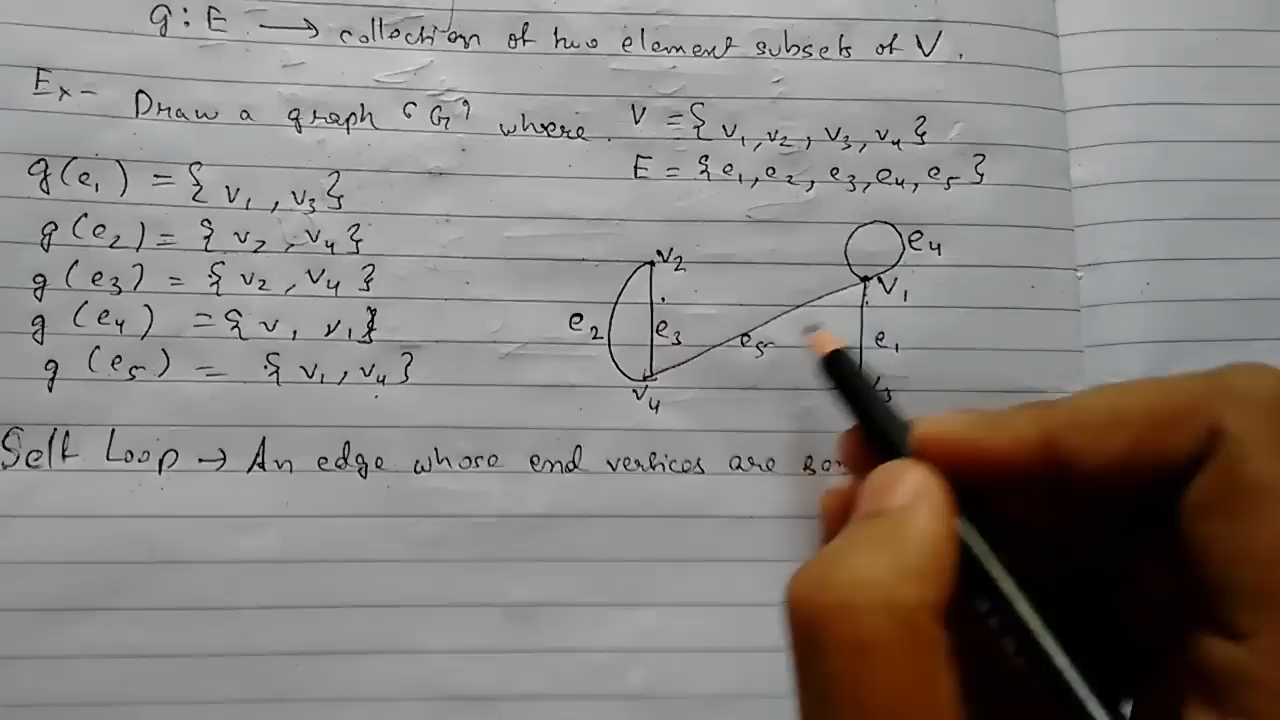 g : E → collection of two element subsets of V.
Ex- Draw a graph 'G' where V = { v1, v2, v3, v4 }
E = { e1, e2, e3, e4, e5 }
g(e1) = { v1, v3 }
g(e2) = { v2, v4 }
g(e3) = { v2, v4 }
g(e4) = { v1 v1 }
g(e5) = { v1, v4 }
e4
v2
v1
e2
e3
e5
e1
v4
Self Loop → An edge whose end vertices are